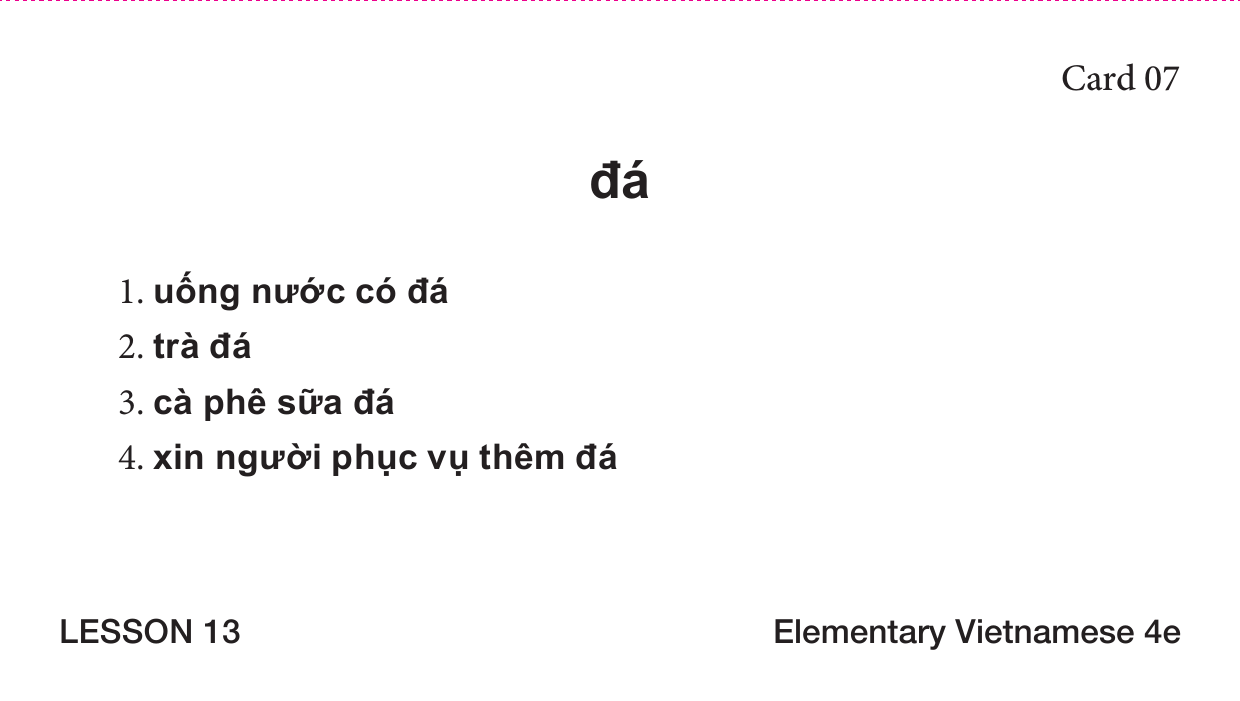 Card 07
đá
1. uống nước có đá
2. trà đá
3. cà phê sữa đá
4. xin người phục vụ thêm đá
LESSON 13 Elementary Vietnamese 4e